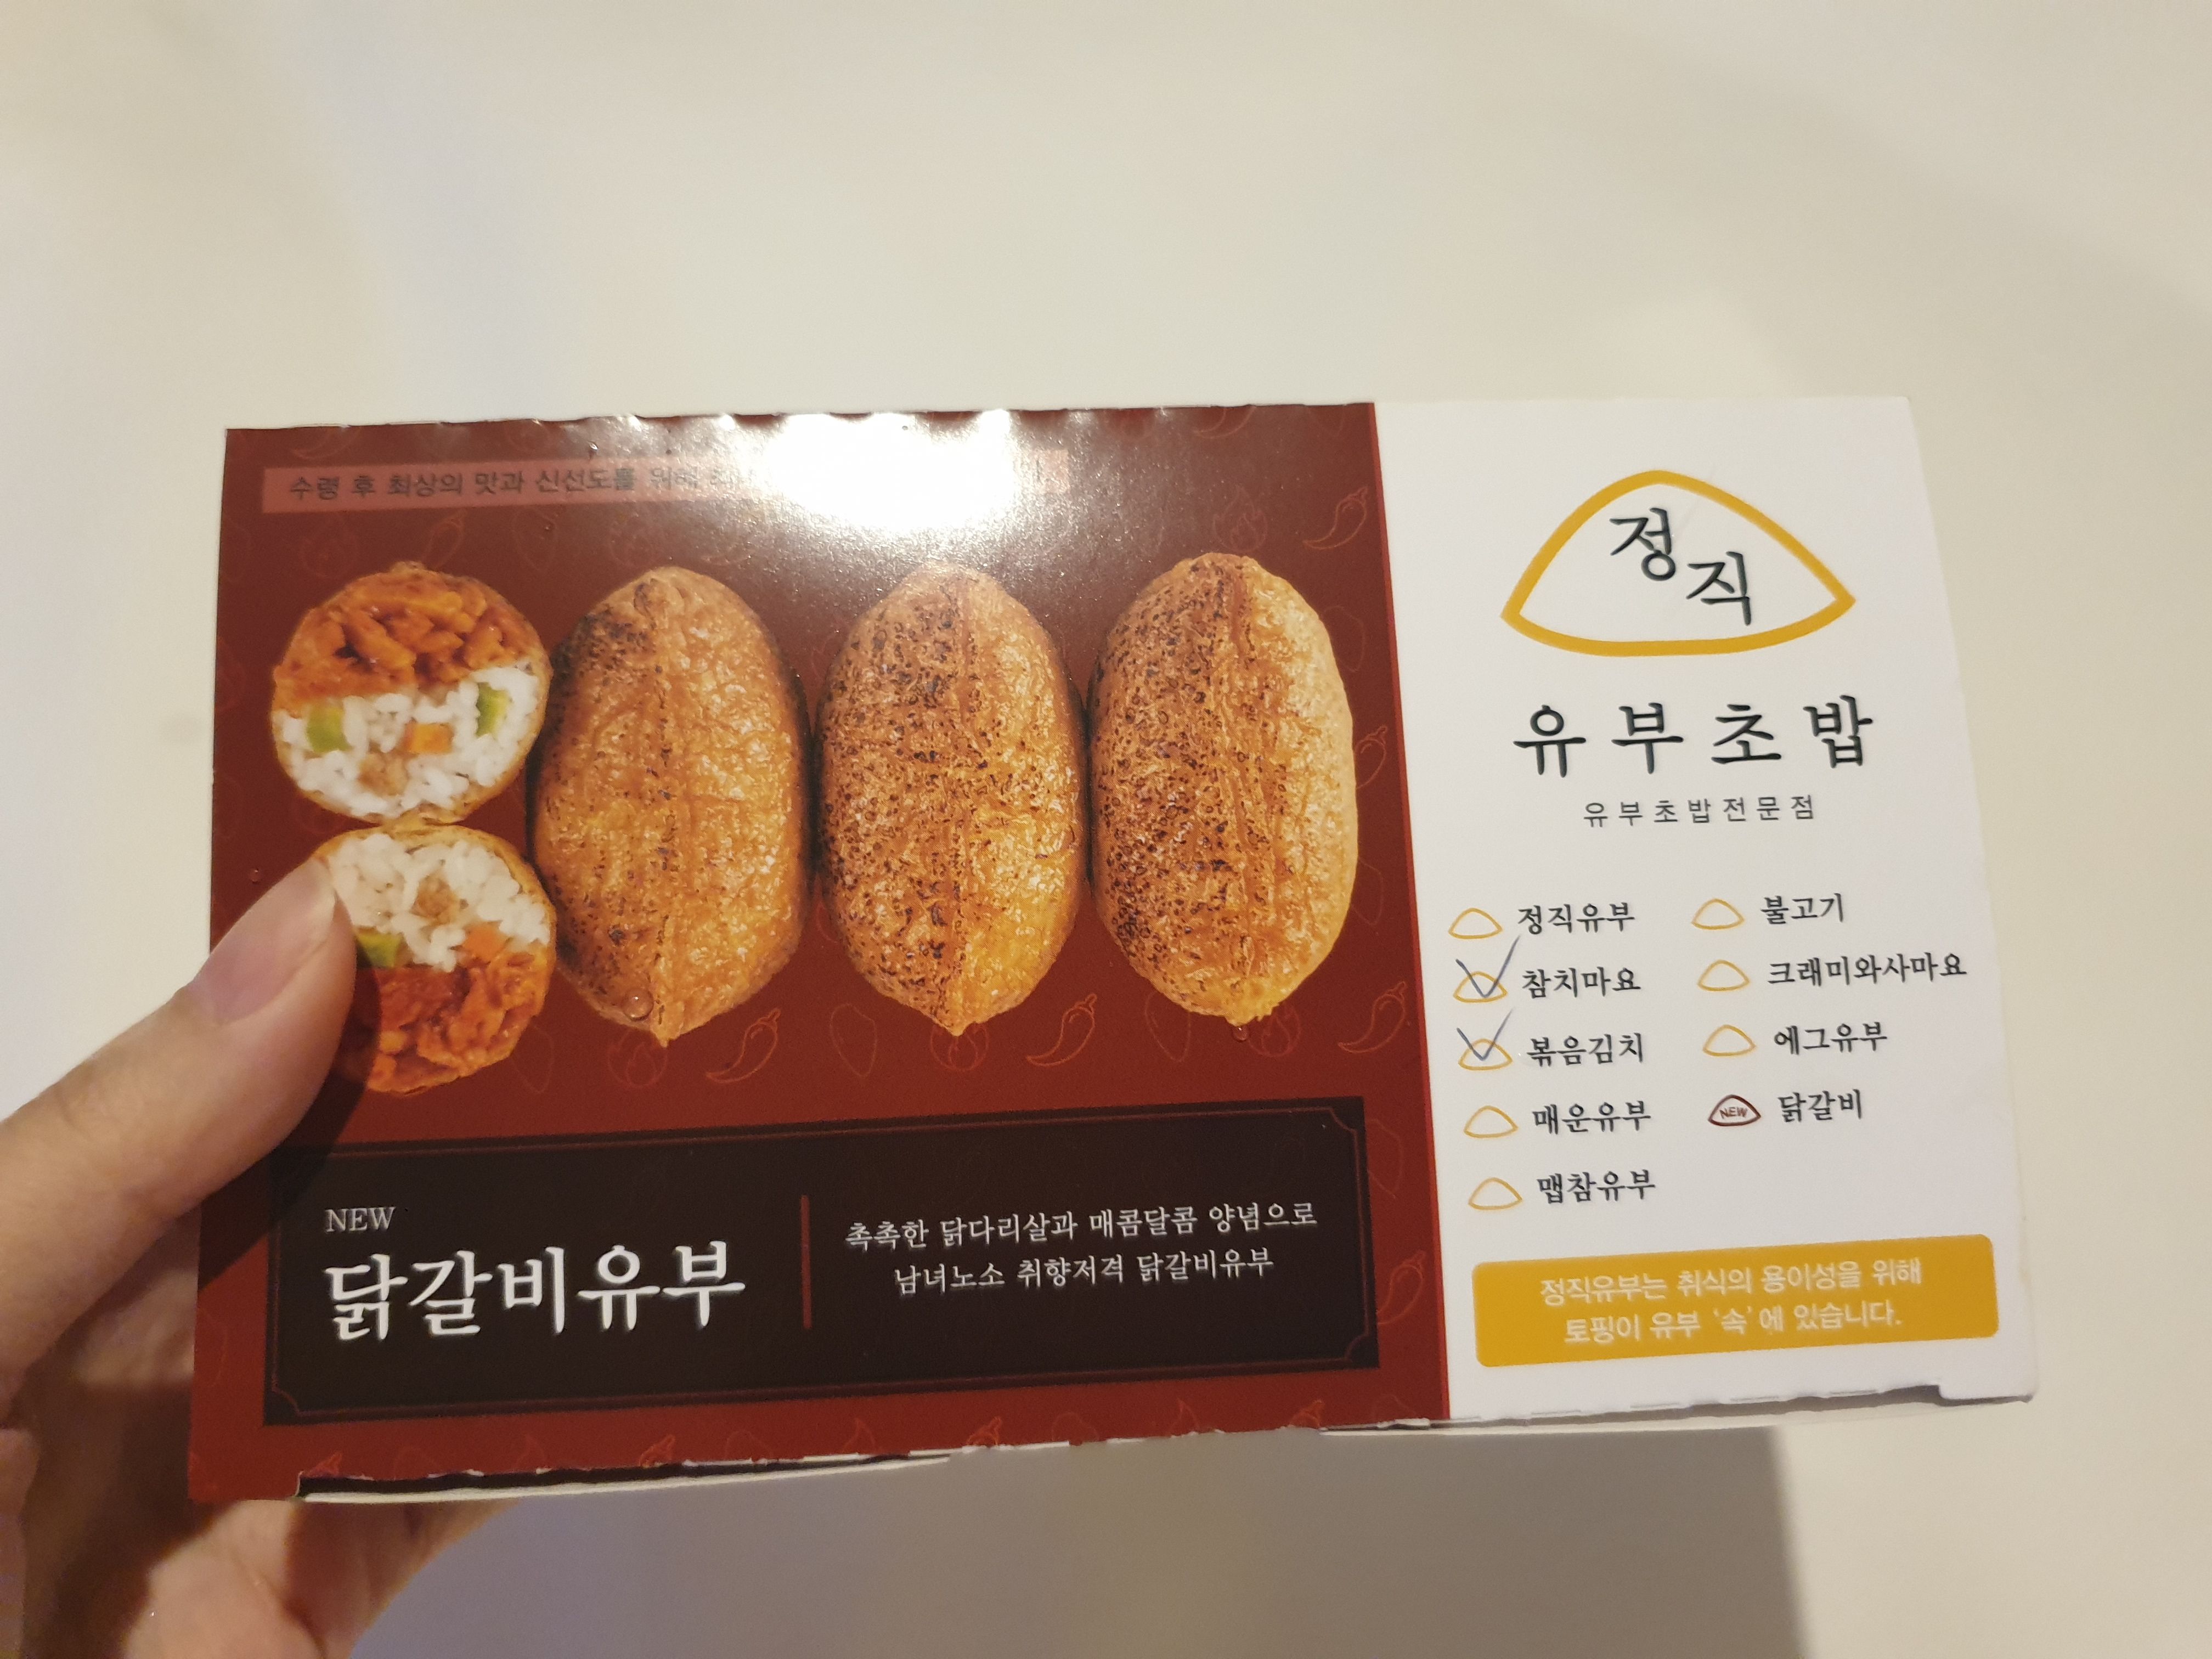 수령 후 최상의 맛과 신선도를 위해
NEW
닭갈비유부
촉촉한 닭다리살과 매콤달콤 양념으로
남녀노소 취향저격 닭갈비유부
정직
유부초밥
유부초밥전문점
정직유부
참치마요
볶음김치
매운유부
맵참유부
불고기
크래미와사마요
에그유부
NEW 닭갈비
정직유부는 취식의 용이성을 위해
토핑이 유부 '속'에 있습니다.